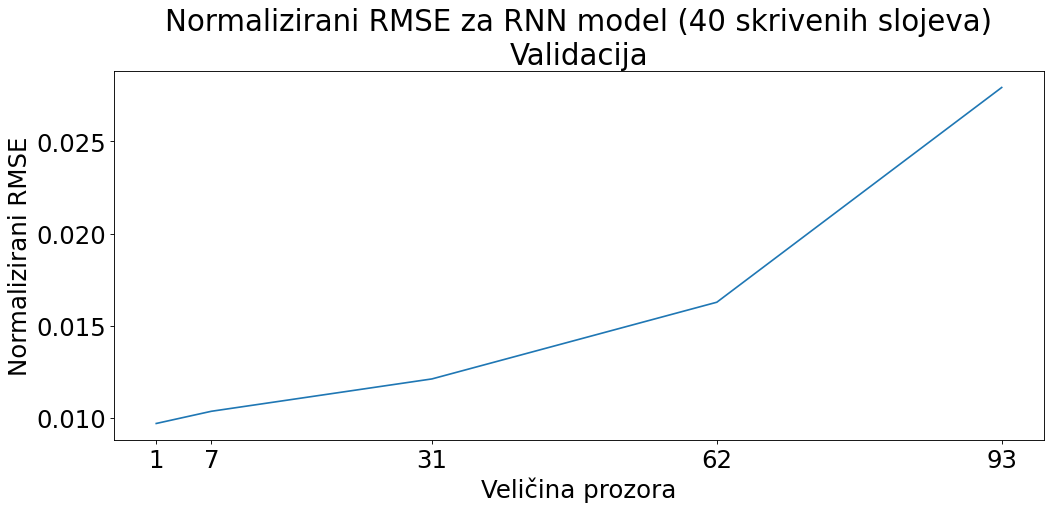 Normalizirani RMSE za RNN model (40 skrivenih slojeva)
Validacija
Normalizirani RMSE
0.025
0.020
0.015
0.010
1 7 31 62 93
Veličina prozora